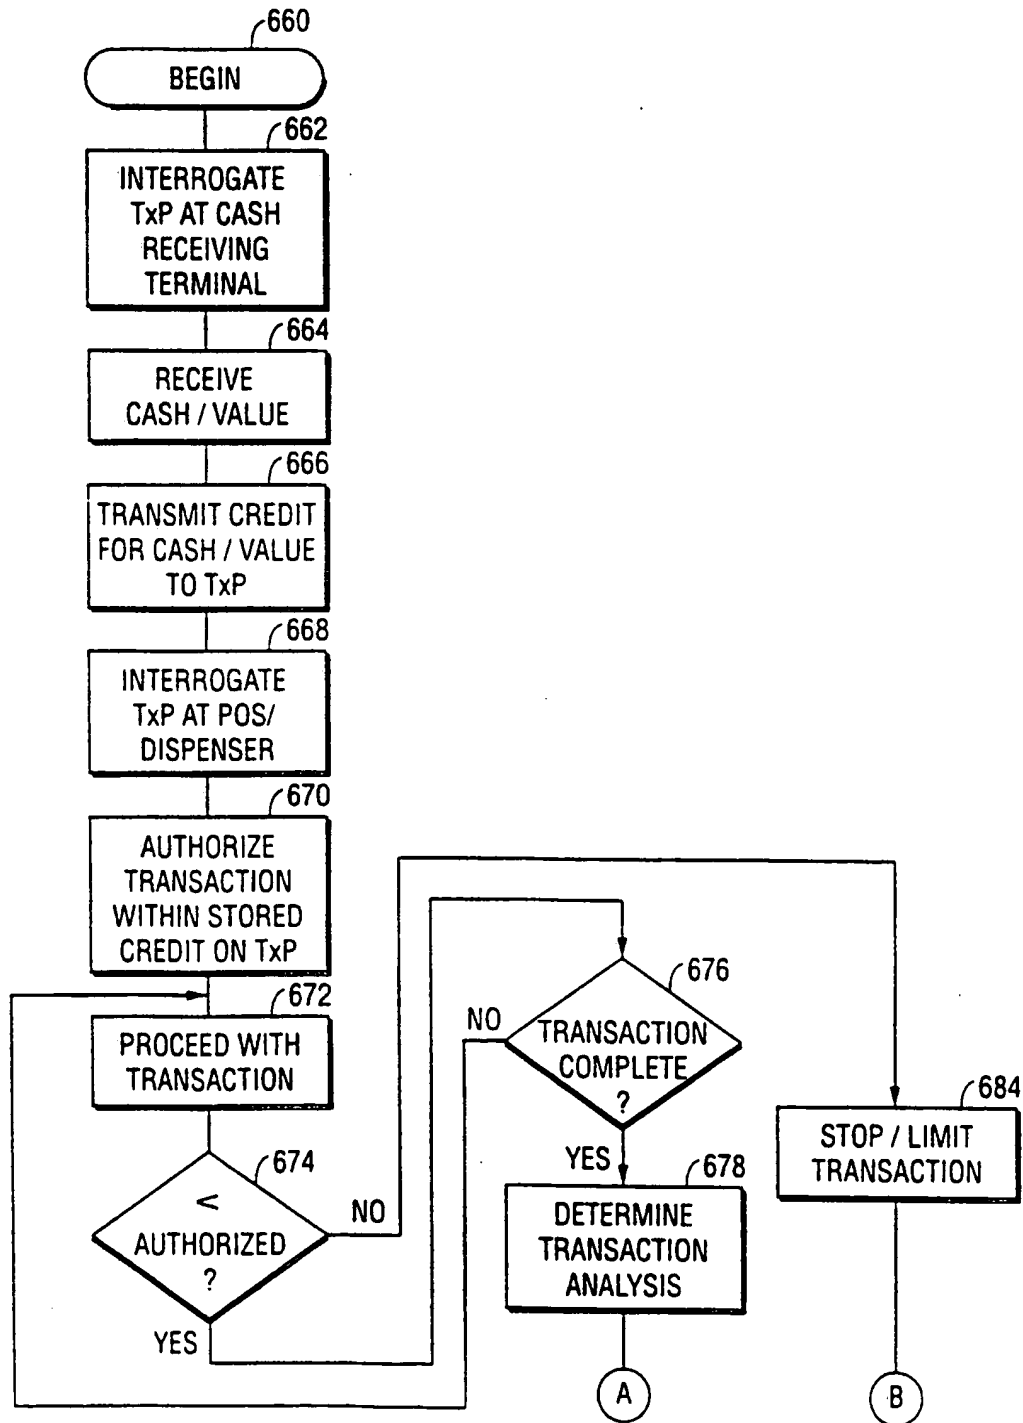 660
BEGIN
662
INTERROGATE
TxP AT CASH
RECEIVING
TERMINAL
664
RECEIVE
CASH / VALUE
666
TRANSMIT CREDIT
FOR CASH / VALUE
TO TxP
668
INTERROGATE
TxP AT POS/
DISPENSER
670
AUTHORIZE
TRANSACTION
WITHIN STORED
CREDIT ON TxP
672
PROCEED WITH
TRANSACTION
674
<
AUTHORIZED
?
NO
YES
676
TRANSACTION
COMPLETE
?
NO
YES
678
DETERMINE
TRANSACTION
ANALYSIS
A
684
STOP / LIMIT
TRANSACTION
B